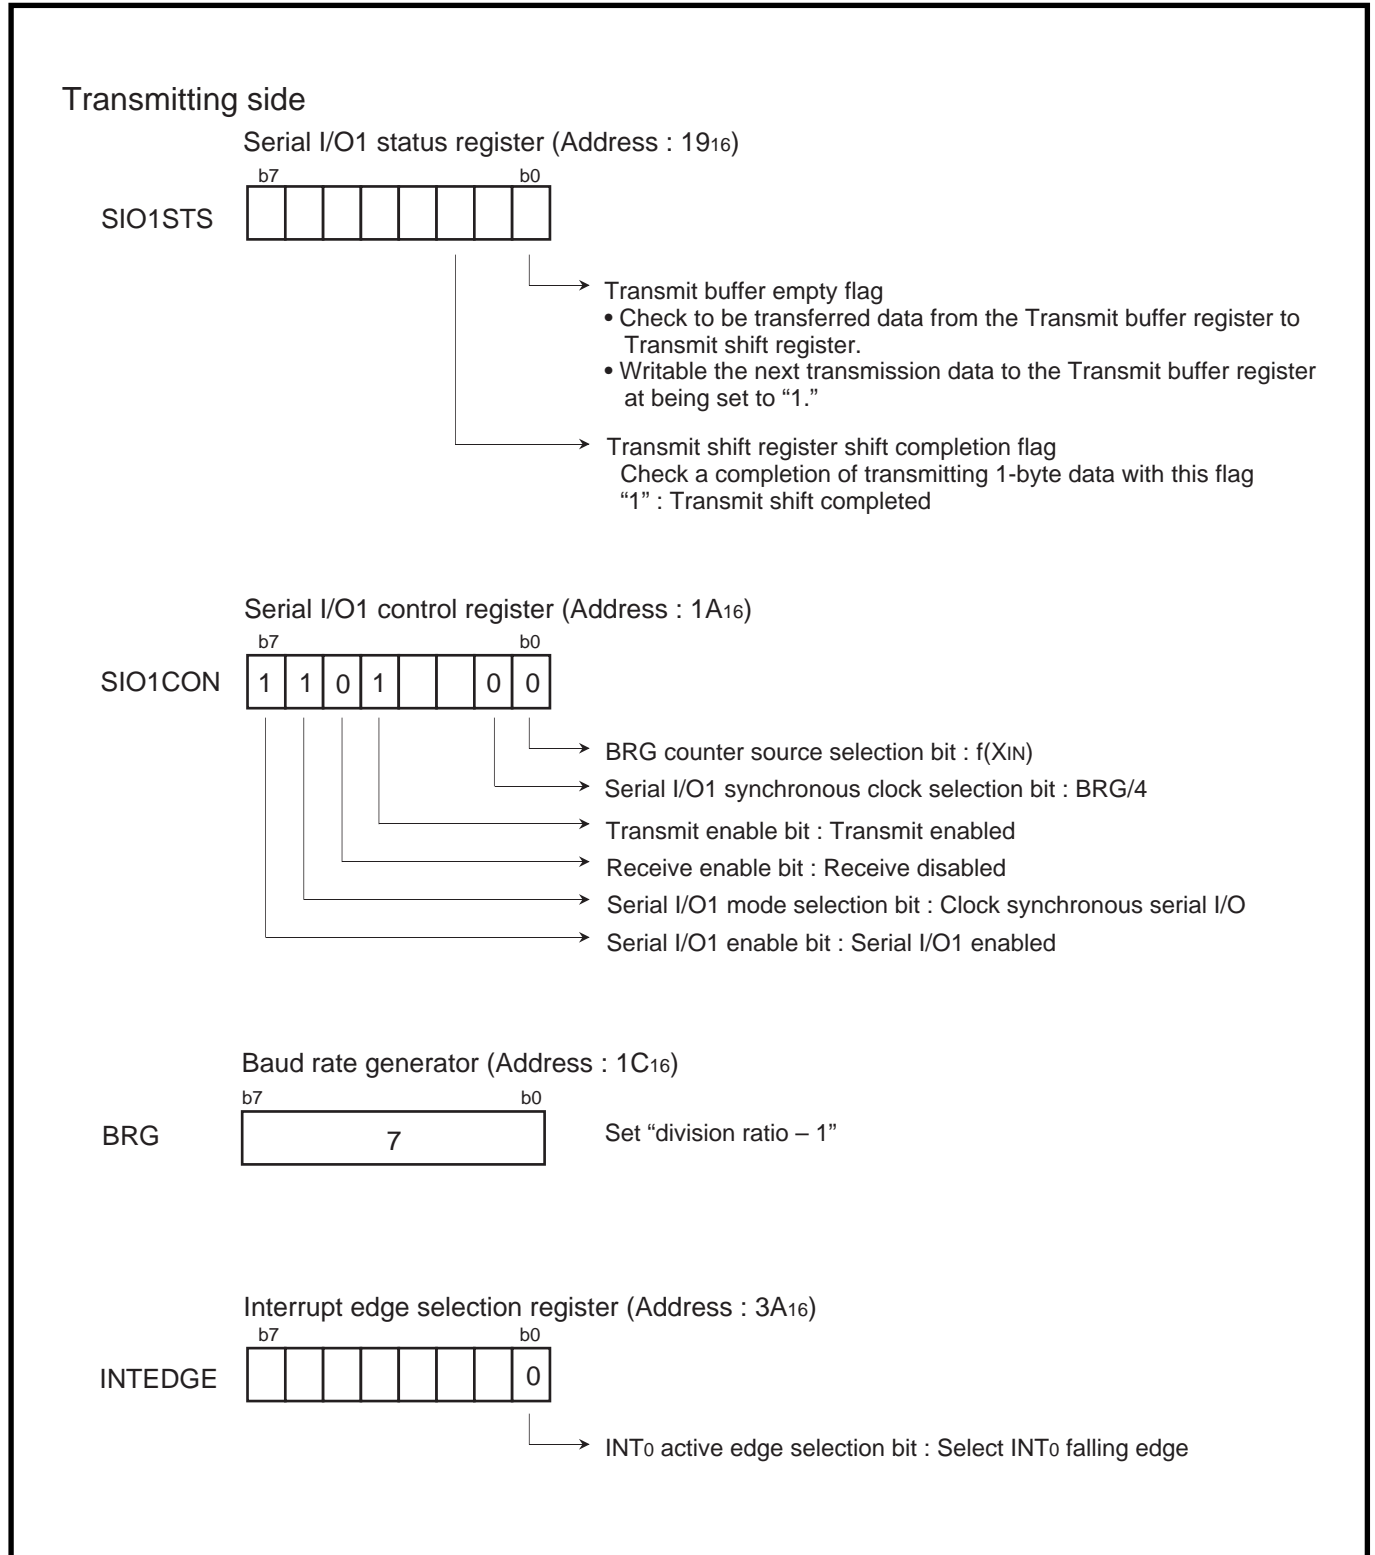 Transmitting side
Serial I/O1 status register (Address : 1916)
b7 b0
SIO1STS
Transmit buffer empty flag
• Check to be transferred data from the Transmit buffer register to
Transmit shift register.
• Writable the next transmission data to the Transmit buffer register
at being set to “1.”
Transmit shift register shift completion flag
Check a completion of transmitting 1-byte data with this flag
“1” : Transmit shift completed
Serial I/O1 control register (Address : 1A16)
b7 b0
SIO1CON 1 1 0 1 0 0
BRG counter source selection bit : f(XIN)
Serial I/O1 synchronous clock selection bit : BRG/4
Transmit enable bit : Transmit enabled
Receive enable bit : Receive disabled
Serial I/O1 mode selection bit : Clock synchronous serial I/O
Serial I/O1 enable bit : Serial I/O1 enabled
Baud rate generator (Address : 1C16)
b7 b0
BRG 7 Set “division ratio – 1”
Interrupt edge selection register (Address : 3A16)
b7 b0
INTEDGE 0
INT0 active edge selection bit : Select INT0 falling edge